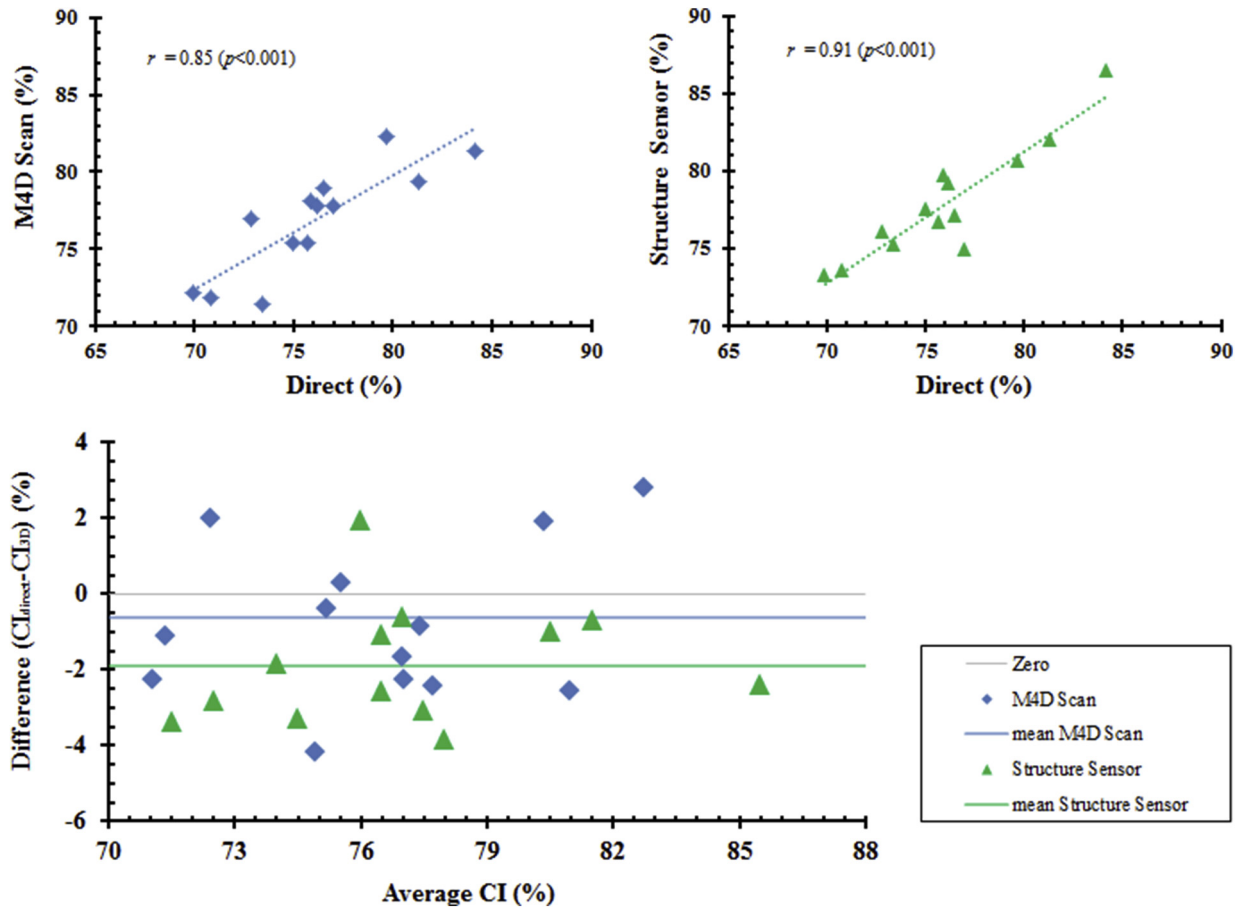 90
85
80
75
70
65 70 75 80 85 90
M4D Scan (%)
r = 0.85 (p<0.001)
Direct (%)
90
85
80
75
70
65 70 75 80 85 90
Structure Sensor (%)
r = 0.91 (p<0.001)
Direct (%)
4
2
0
-2
-4
-6
70 73 76 79 82 85 88
Difference (CIdirect-CI3D) (%)
Average CI (%)
Zero
M4D Scan
mean M4D Scan
Structure Sensor
mean Structure Sensor